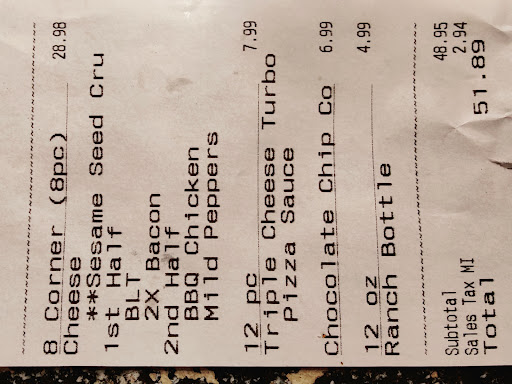 8 Corner (8pc) 28.98
Cheese
**Sesame Seed Cru
1st Half
BLT
2X Bacon
2nd Half
BBQ Chicken
Mild Peppers
12 pc 7.99
Triple Cheese Turbo
Pizza Sauce
Chocolate Chip Co 6.99
12 oz 4.99
Ranch Bottle
Subtotal 48.95
Sales Tax MI 2.94
Total 51.89